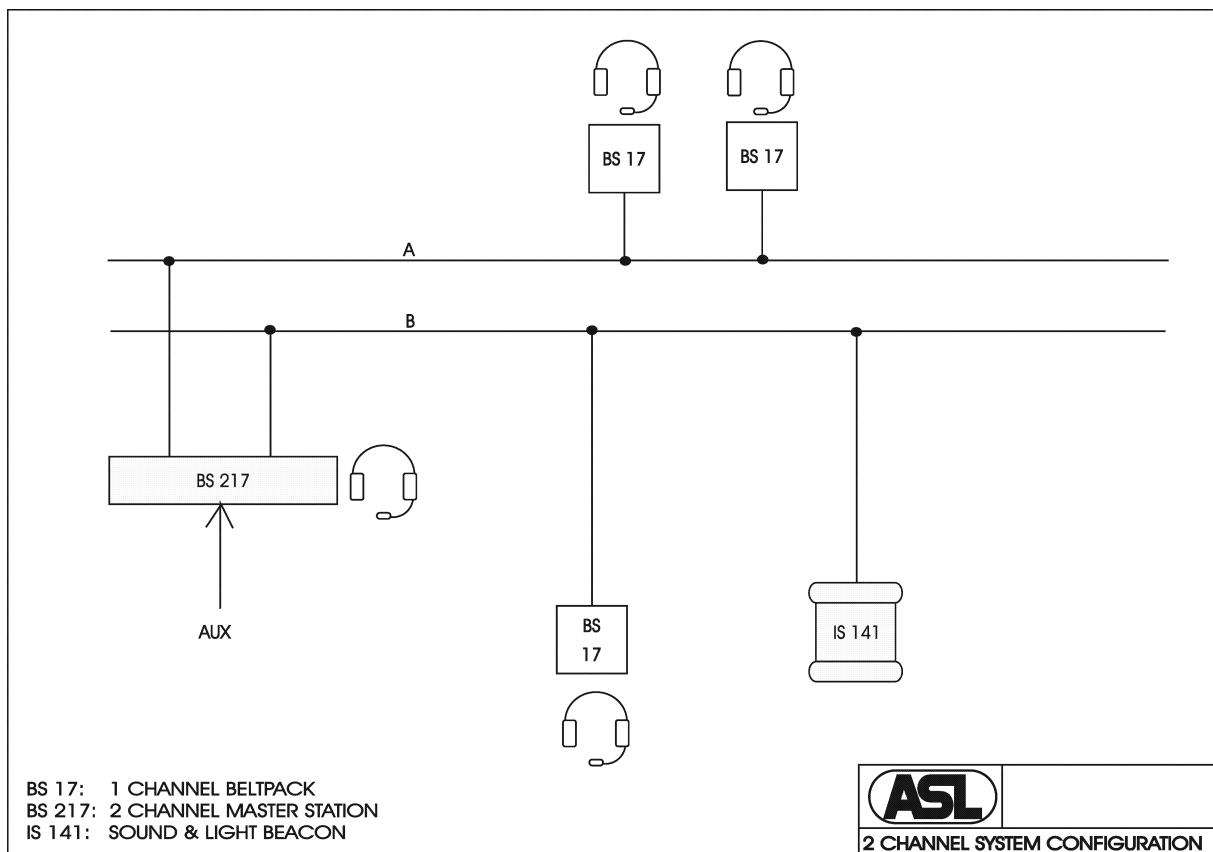 BS 17
BS 17
A
B
BS 217
AUX
BS
17
IS 141
BS 17: 1 CHANNEL BELTPACK
BS 217: 2 CHANNEL MASTER STATION
IS 141: SOUND & LIGHT BEACON
ASL
2 CHANNEL SYSTEM CONFIGURATION